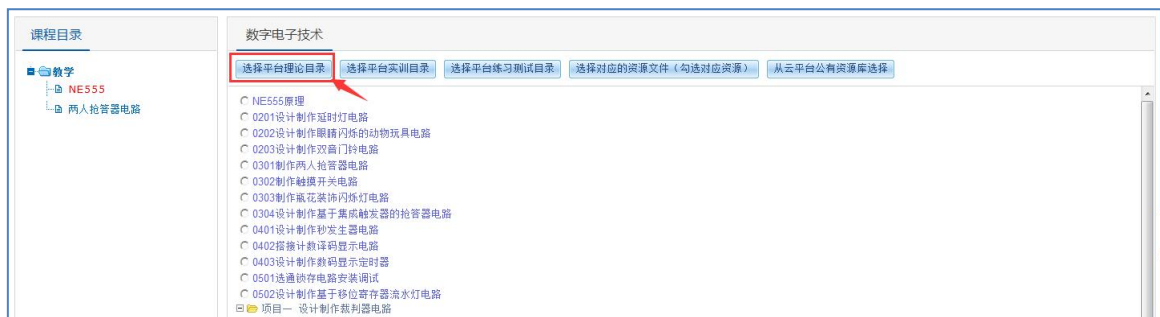 课程目录
教学
NE555
两人抢答器电路
数字电子技术
选择平台理论目录 选择平台实训目录 选择平台练习测试目录 选择对应的资源文件（勾选对应资源） 从云平台公有资源库选择
NE555原理
0201设计制作延时灯电路
0202设计制作眼睛闪烁的动物玩具电路
0203设计制作双音门铃电路
0301制作两人抢答器电路
0302制作触摸开关电路
0303制作瓶花装饰闪烁灯电路
0304设计制作基于集成触发器的抢答器电路
0401设计制作秒发生器电路
0402搭接计数译码显示电路
0403设计制作数码显示定时器
0501选通锁存电路安装调试
0502设计制作基于移位寄存器流水灯电路
项目一 设计制作裁判器电路